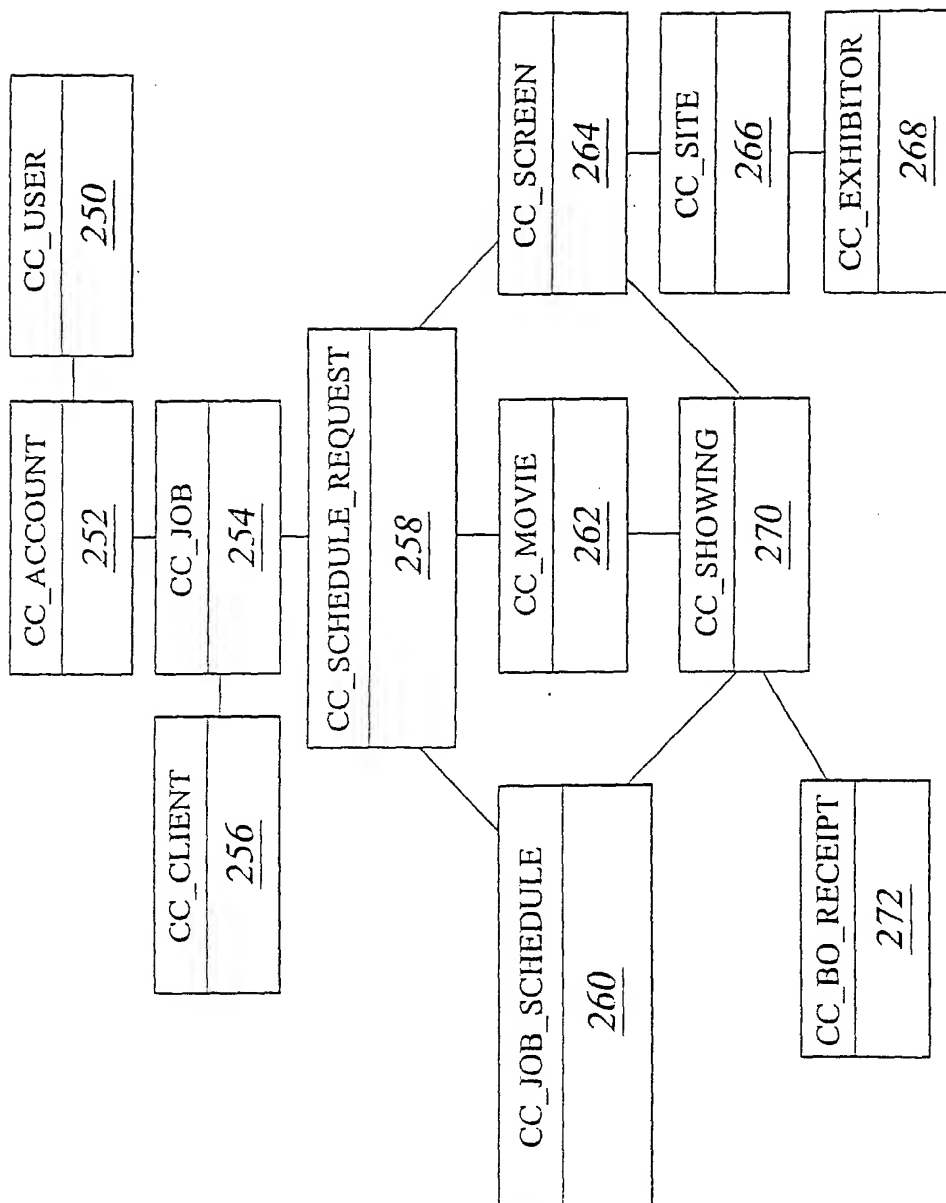 CC_USER
250
CC_ACCOUNT
252
CC_JOB
254
CC_CLIENT
256
CC_SCHEDULE_REQUEST
258
CC_SCREEN
264
CC_MOVIE
262
CC_JOB_SCHEDULE
260
CC_SITE
266
CC_SHOWING
270
CC_EXHIBITOR
268
CC_BO_RECEIPT
272